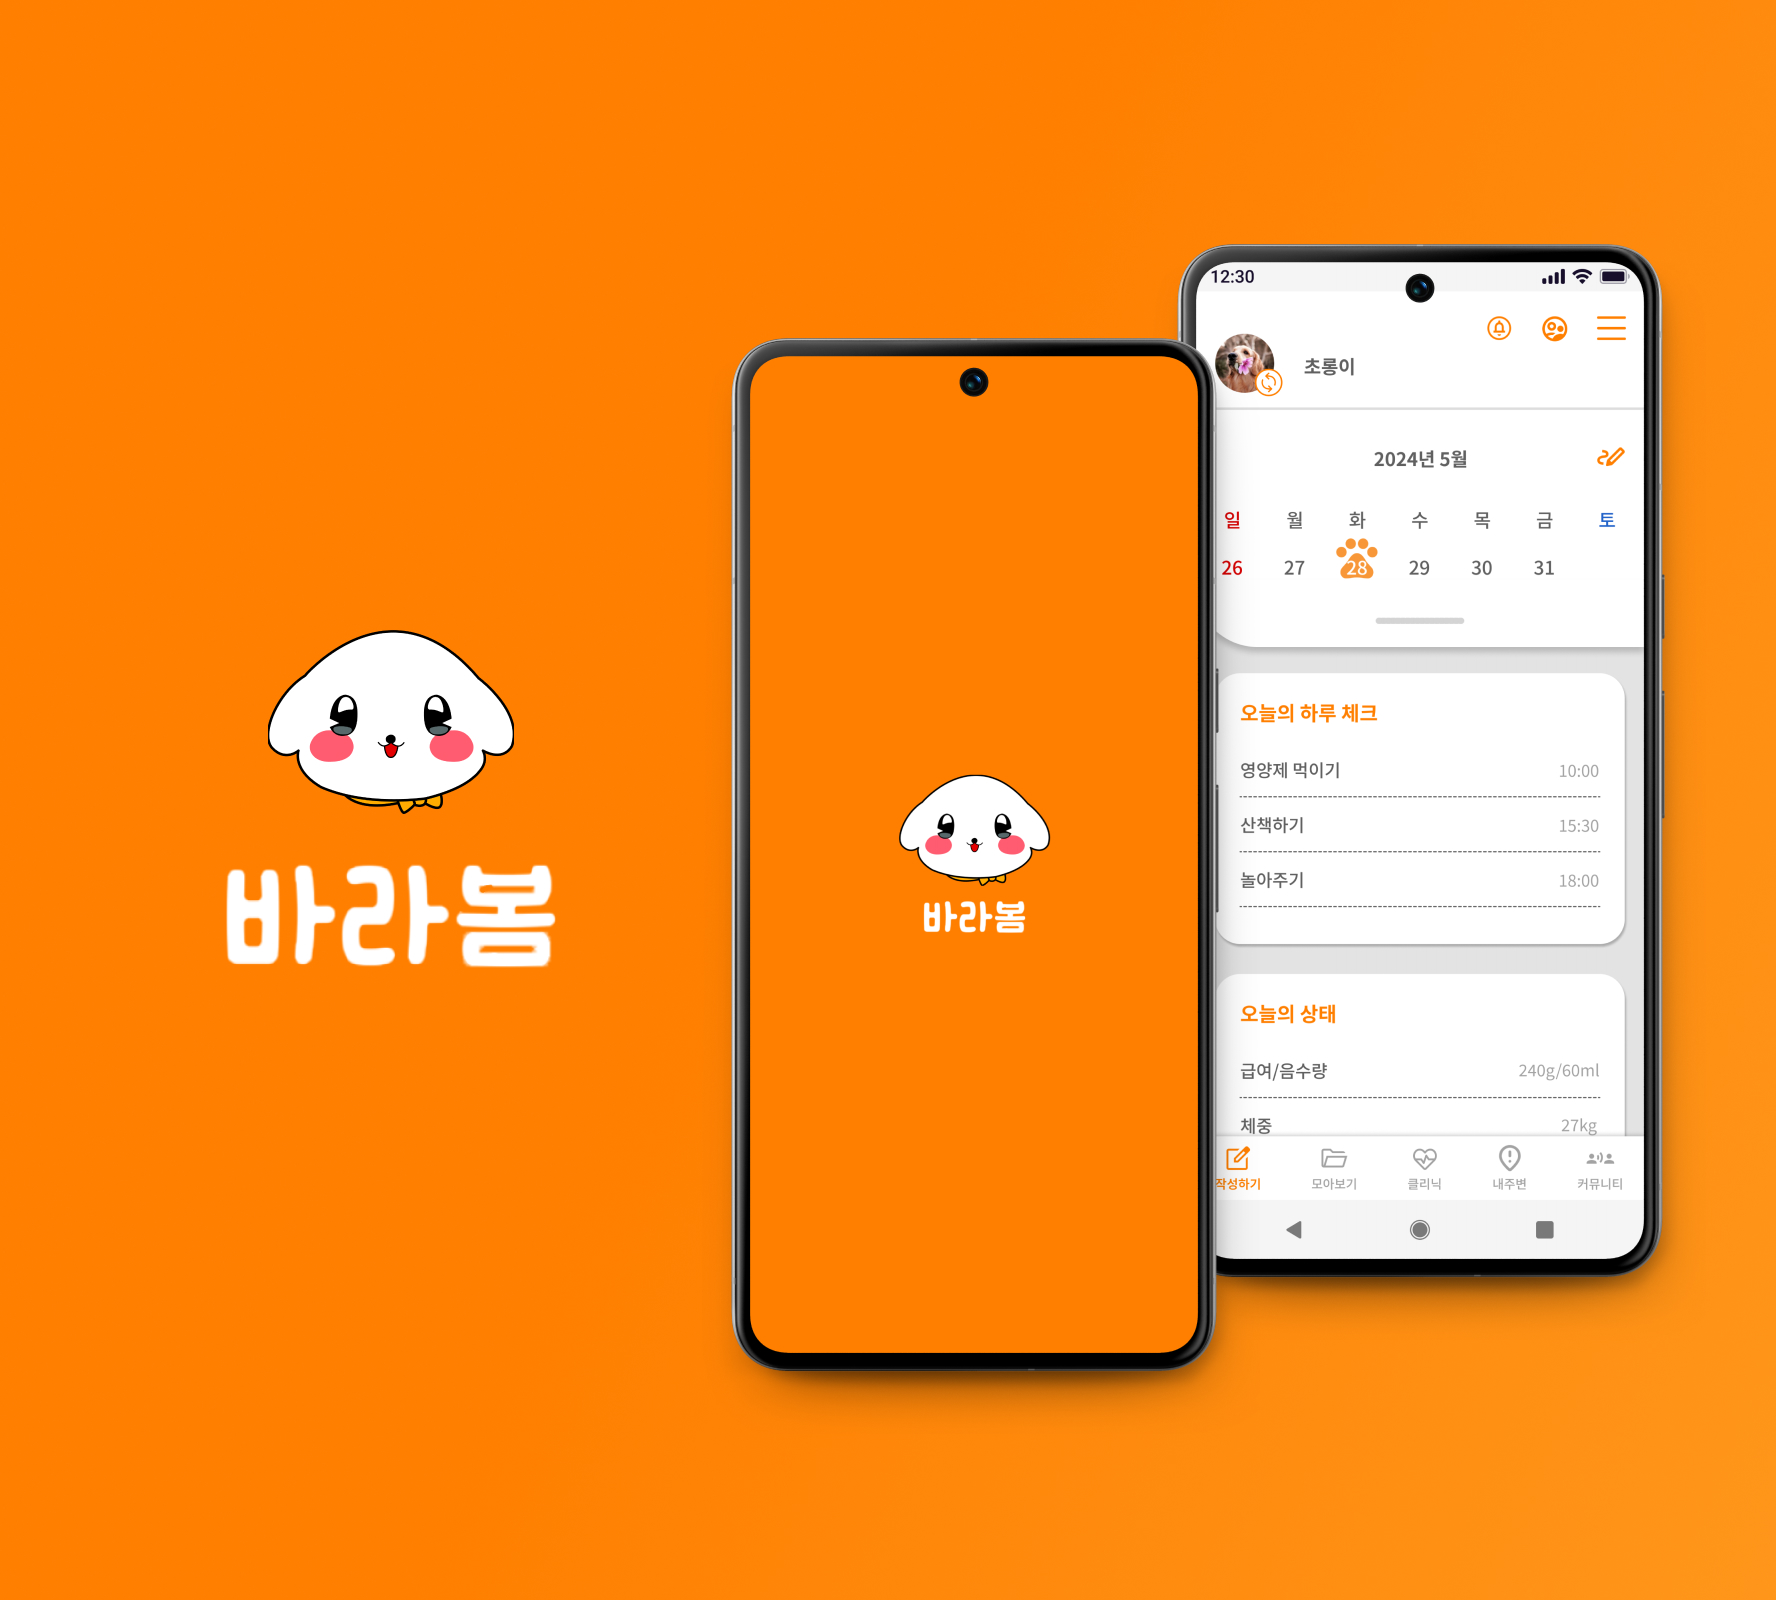 바라봄
바라봄
12:30
초롱이
2024년 5월
일 월 화 수 목 금 토
26 27 28 29 30 31
오늘의 하루 체크
영양제 먹이기 10:00
산책하기 15:30
놀아주기 18:00
오늘의 상태
급여/음수량 240g/60ml
체중 27kg
작성하기 모아보기 클리닉 내주변 커뮤니티